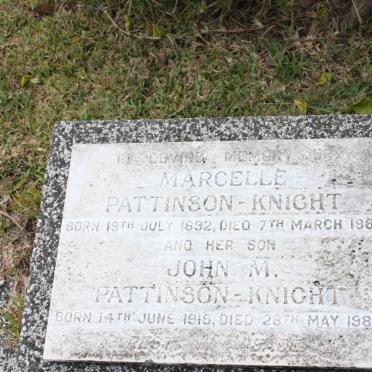 IN LOVING MEMORY
MARCELLE
PATTINSON-KNIGHT
BORN 19TH JULY 1892, DIED 7TH MARCH
AND HER SON
JOHN M.
PATTINSON-KNIGHT
BORN 14TH JUNE 1919, DIED 28TH MAY